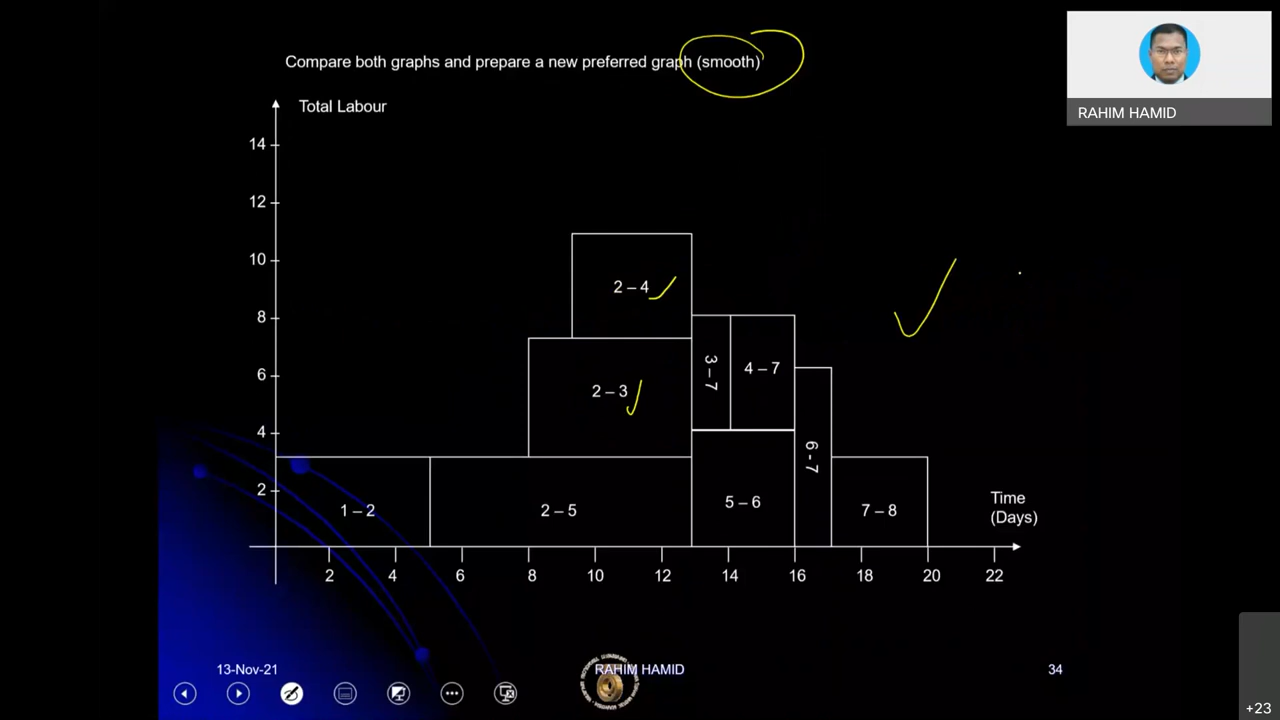 Compare both graphs and prepare a new preferred graph (smooth)
RAHIM HAMID
Total Labour
14
12
10
8
6
4
2
2 – 4
2 – 3
3 – 7
4 – 7
6 - 7
1 – 2
2 – 5
5 – 6
7 – 8
Time
(Days)
2 4 6 8 10 12 14 16 18 20 22
13-Nov-21
RAHIM HAMID
34
+23